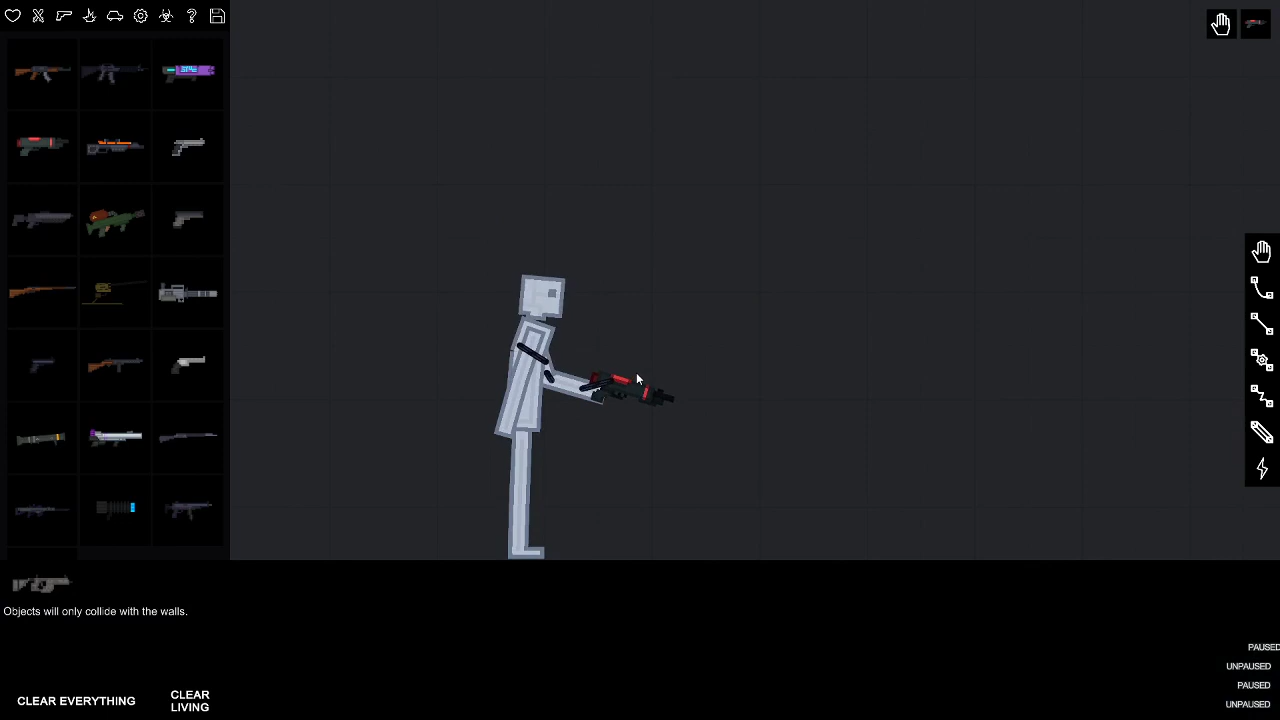 Objects will only collide with the walls.
PAUSED
UNPAUSED
PAUSED
UNPAUSED
CLEAR EVERYTHING
CLEAR
LIVING